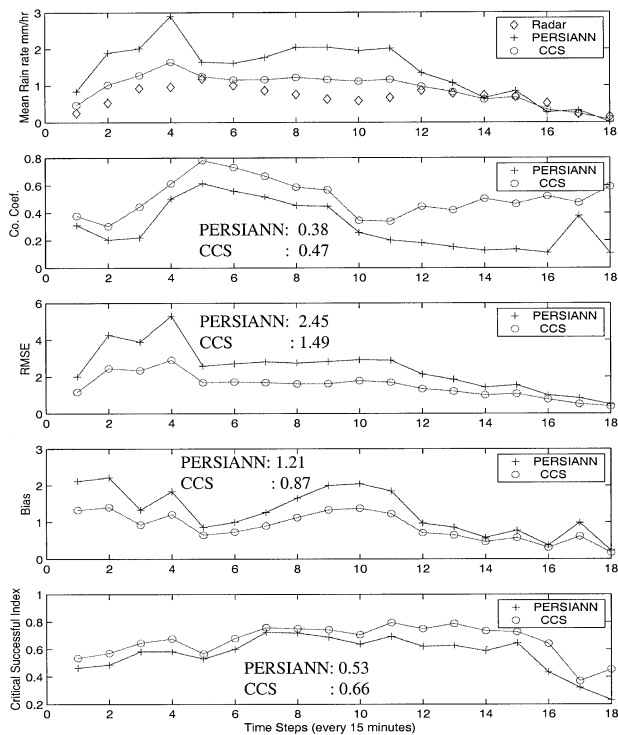 Mean Rain rate mm/hr
3
2
1
0
Radar
PERSIANN
CCS
0 2 4 6 8 10 12 14 16 18
Co. Coef.
0.8
0.6
0.4
0.2
0
PERSIANN
CCS
PERSIANN: 0.38
CCS : 0.47
0 2 4 6 8 10 12 14 16 18
RMSE
6
4
2
0
PERSIANN: 2.45
CCS : 1.49
PERSIANN
CCS
0 2 4 6 8 10 12 14 16 18
Bias
3
2
1
0
PERSIANN: 1.21
CCS : 0.87
PERSIANN
CCS
0 2 4 6 8 10 12 14 16 18
Critical Successful Index
1
0.8
0.6
0.4
0.2
PERSIANN
CCS
PERSIANN: 0.53
CCS : 0.66
0 2 4 6 8 10 12 14 16 18
Time Steps (every 15 minutes)